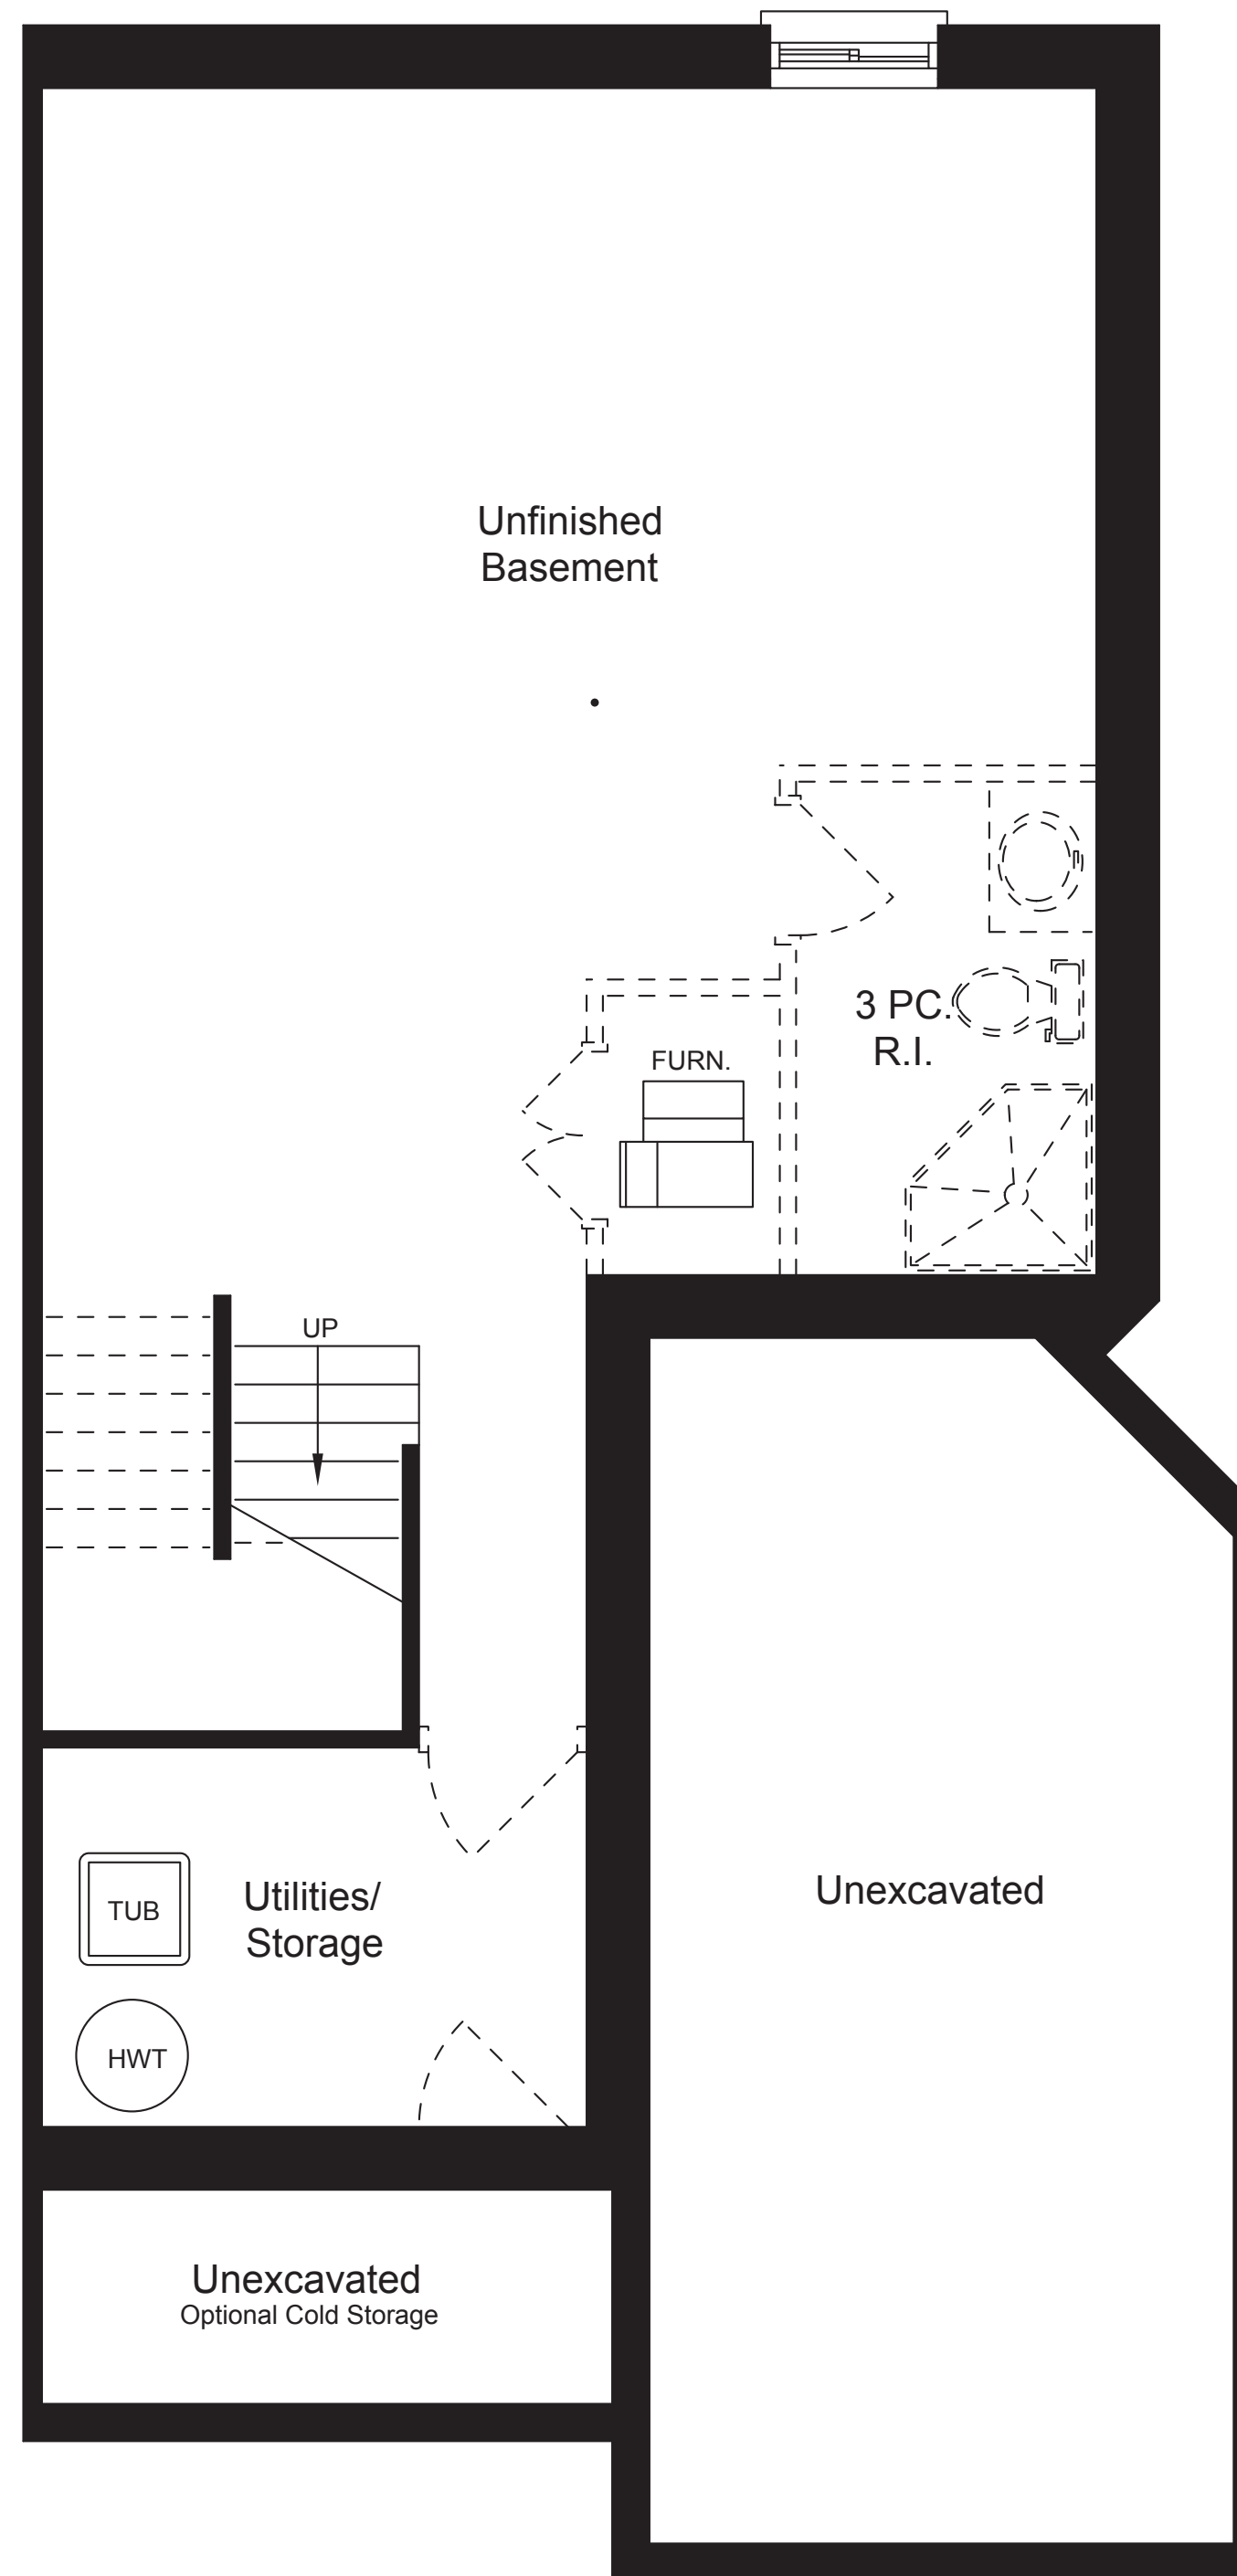 Unfinished
Basement
3 PC.
R.I.
FURN.
UP
Unexcavated
Utilities/
Storage
TUB
HWT
Unexcavated
Optional Cold Storage